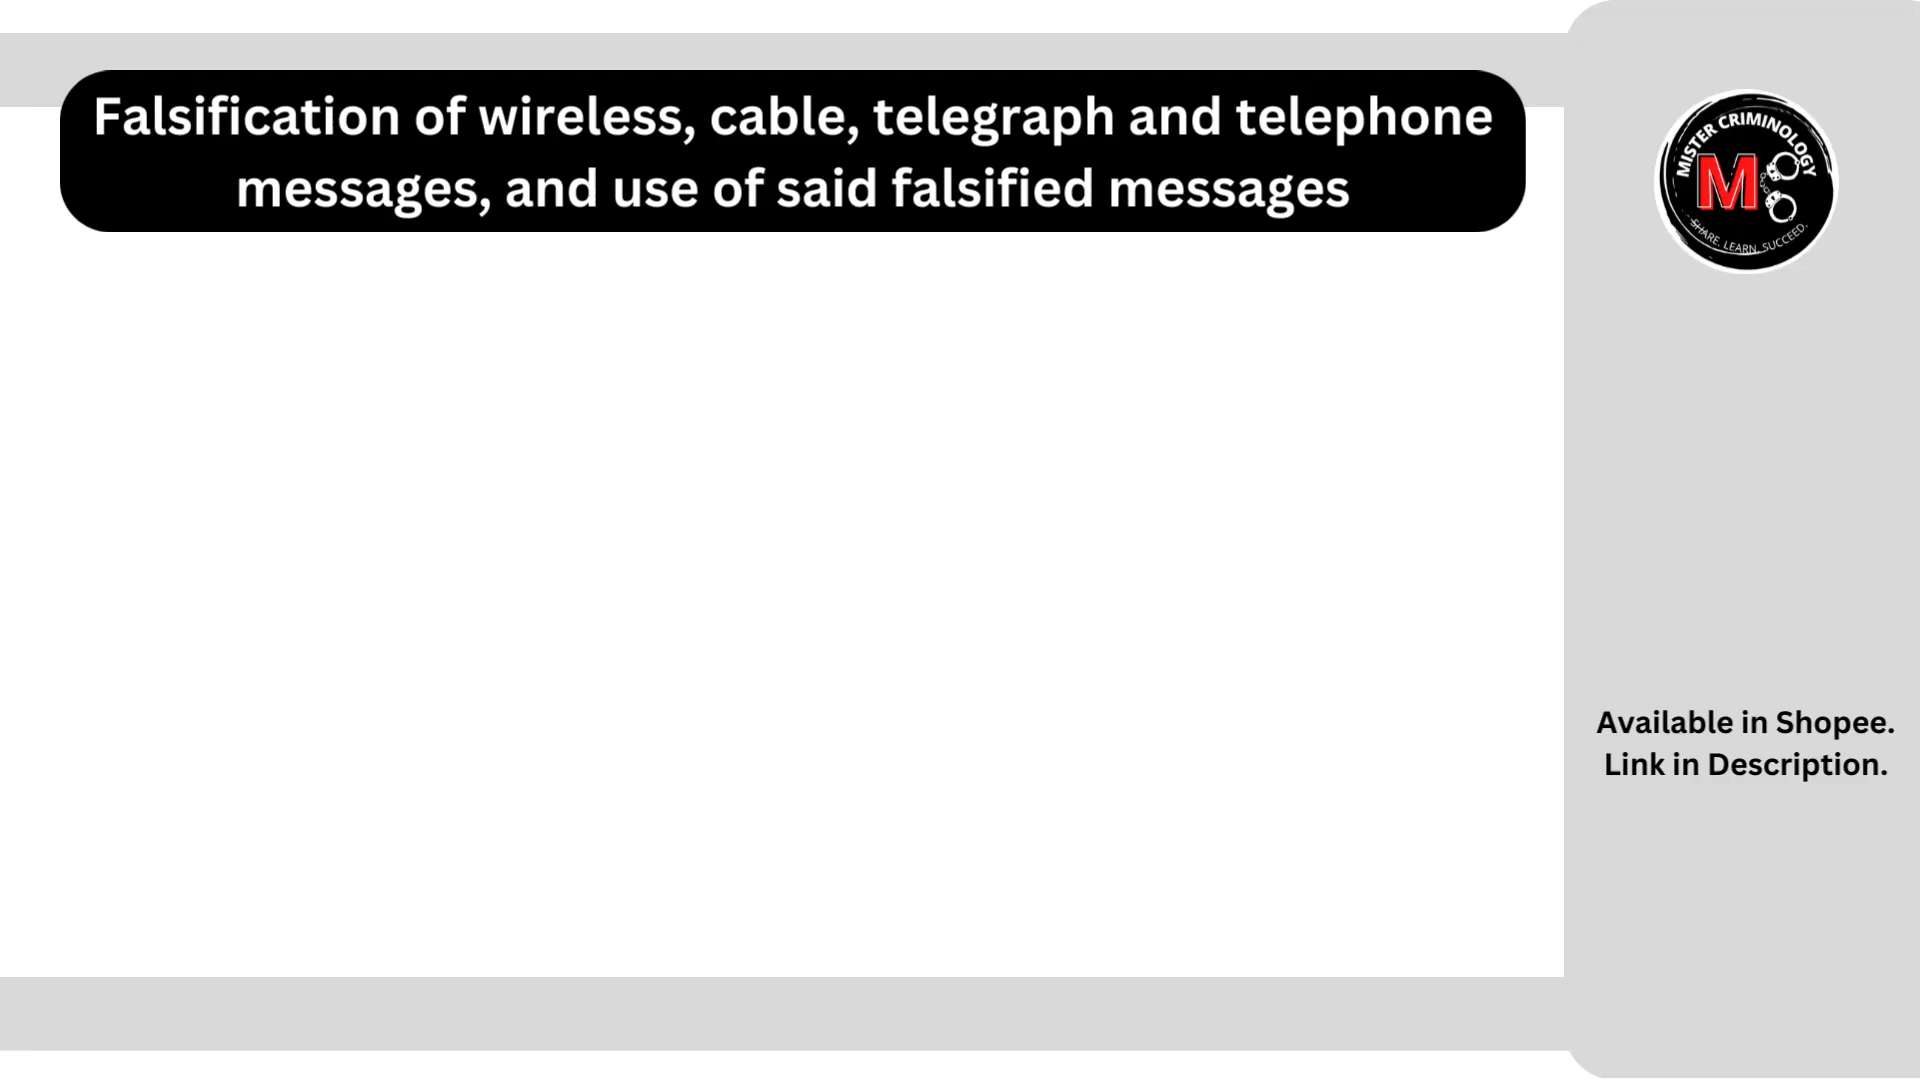 Falsification of wireless, cable, telegraph and telephone
messages, and use of said falsified messages
MISTER CRIMINOLOGY
M
SHARE. LEARN. SUCCEED.
Available in Shopee.
Link in Description.